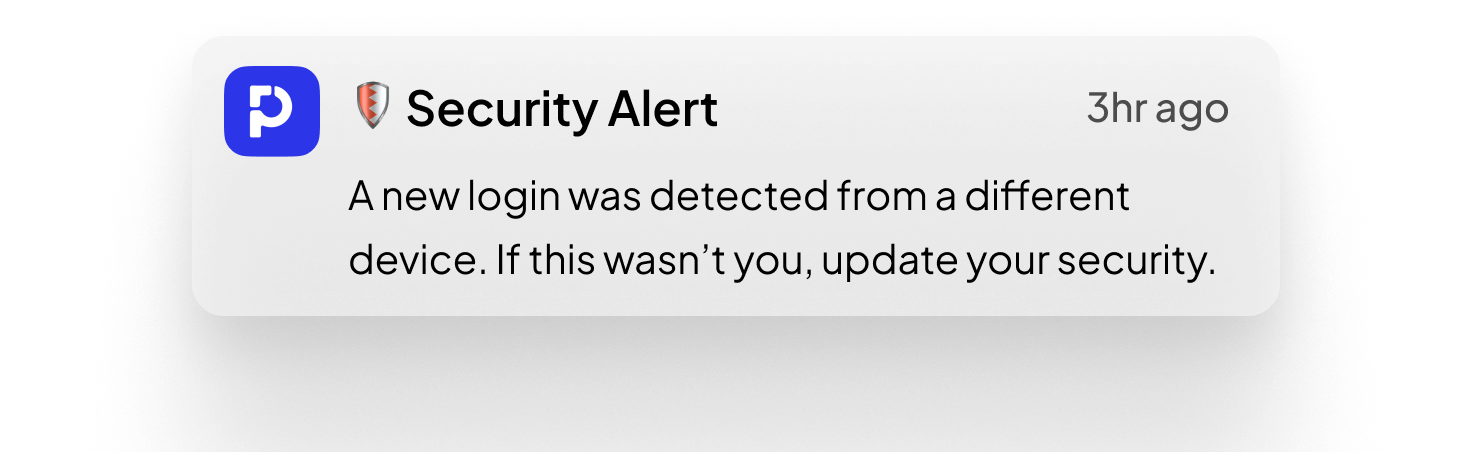 🛡️ Security Alert 3hr ago
A new login was detected from a different
device. If this wasn’t you, update your security.